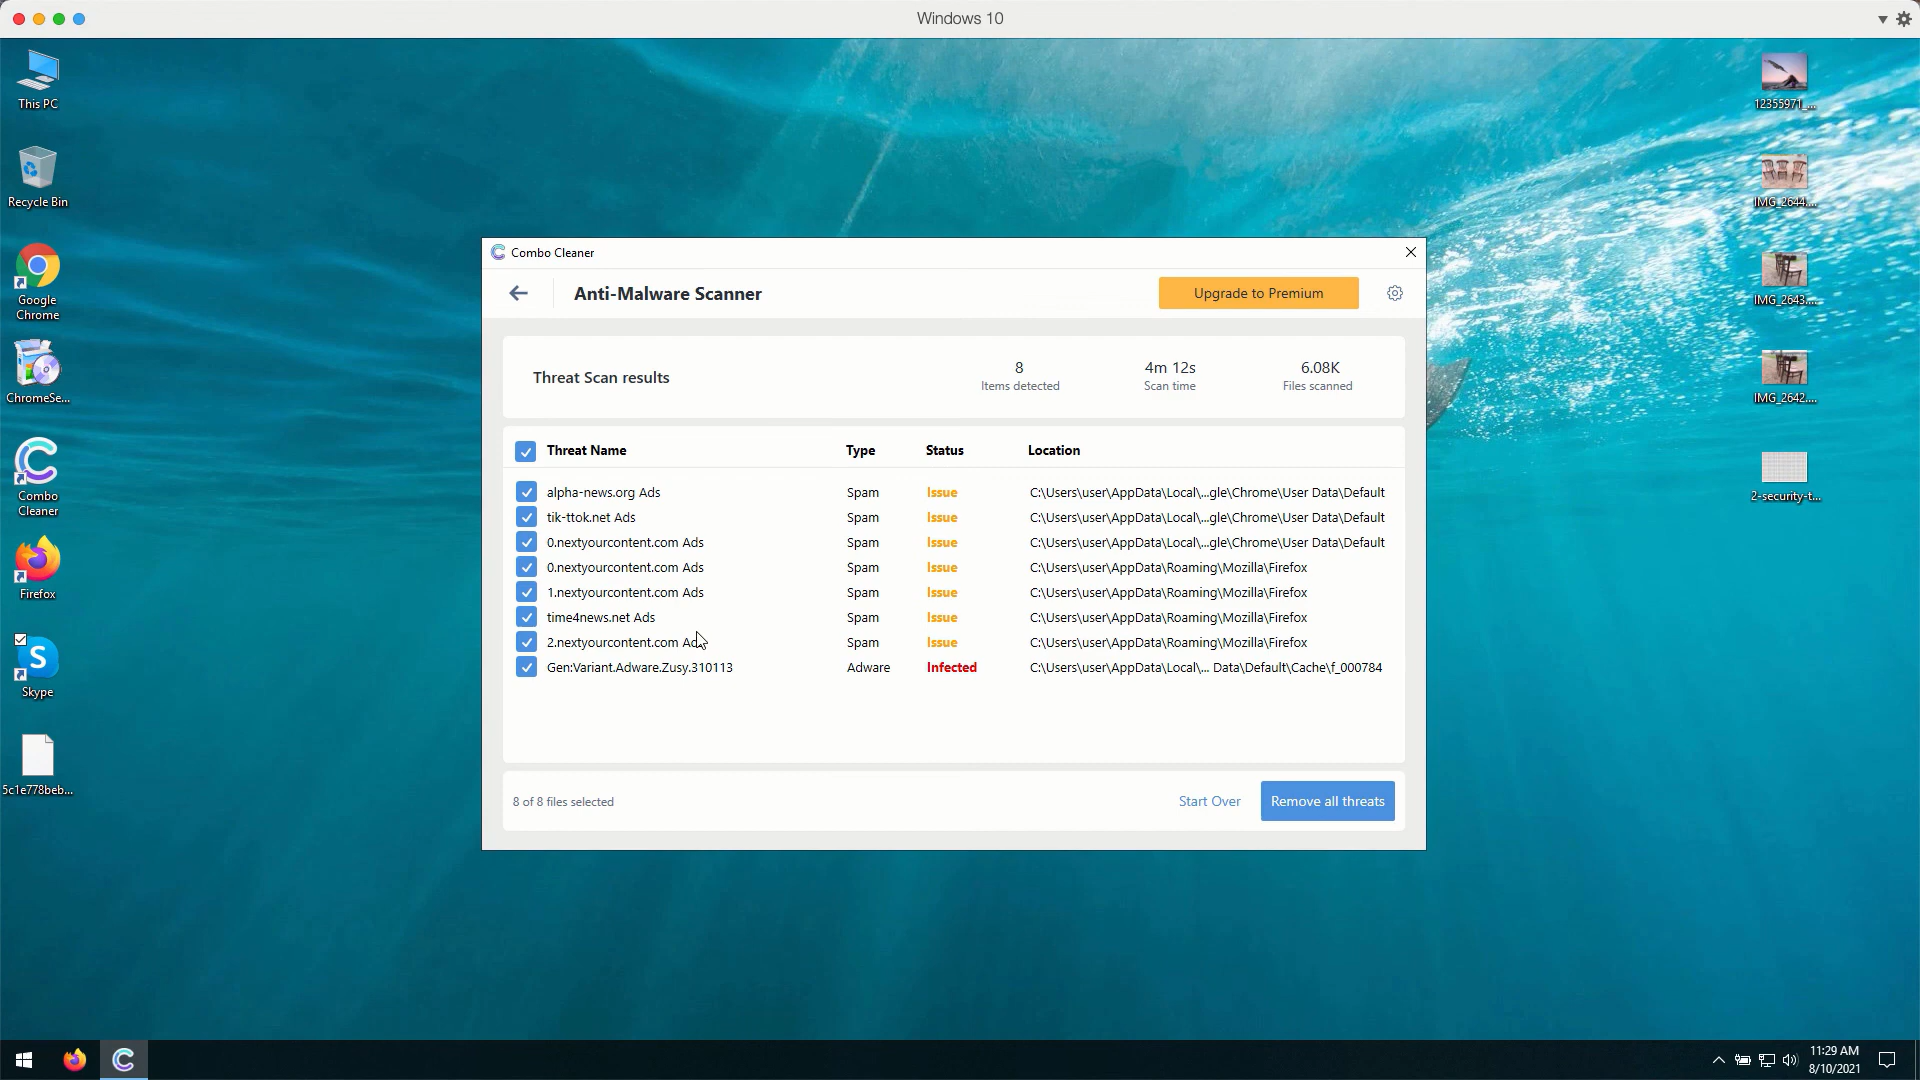 Windows 10
This PC
Recycle Bin
Google
Chrome
ChromeSe...
Combo
Cleaner
Firefox
Skype
5c1e778beb...
12355971_...
IMG_2644....
IMG_2643....
IMG_2642....
2-security-t...
Combo Cleaner
Anti-Malware Scanner
Upgrade to Premium
Threat Scan results
8
Items detected
4m 12s
Scan time
6.08K
Files scanned
Threat Name Type Status Location
alpha-news.org Ads Spam Issue C:\Users\user\AppData\Local\...gle\Chrome\User Data\Default
tik-ttok.net Ads Spam Issue C:\Users\user\AppData\Local\...gle\Chrome\User Data\Default
0.nextyourcontent.com Ads Spam Issue C:\Users\user\AppData\Local\...gle\Chrome\User Data\Default
0.nextyourcontent.com Ads Spam Issue C:\Users\user\AppData\Roaming\Mozilla\Firefox
1.nextyourcontent.com Ads Spam Issue C:\Users\user\AppData\Roaming\Mozilla\Firefox
time4news.net Ads Spam Issue C:\Users\user\AppData\Roaming\Mozilla\Firefox
2.nextyourcontent.com Ads Spam Issue C:\Users\user\AppData\Roaming\Mozilla\Firefox
Gen:Variant.Adware.Zusy.310113 Adware Infected C:\Users\user\AppData\Local\... Data\Default\Cache\f_000784
8 of 8 files selected
Start Over
Remove all threats
11:29 AM
8/10/2021